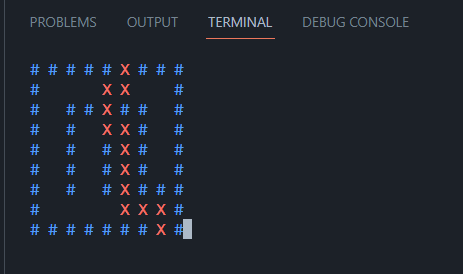 PROBLEMS OUTPUT TERMINAL DEBUG CONSOLE
# # # # # X # # #
#       X X     #
#   # # X # #   #
#   #   X X #   #
#   #   # X #   #
#   #   # X #   #
#   #   # X # # #
#         X X X #
# # # # # # # X #